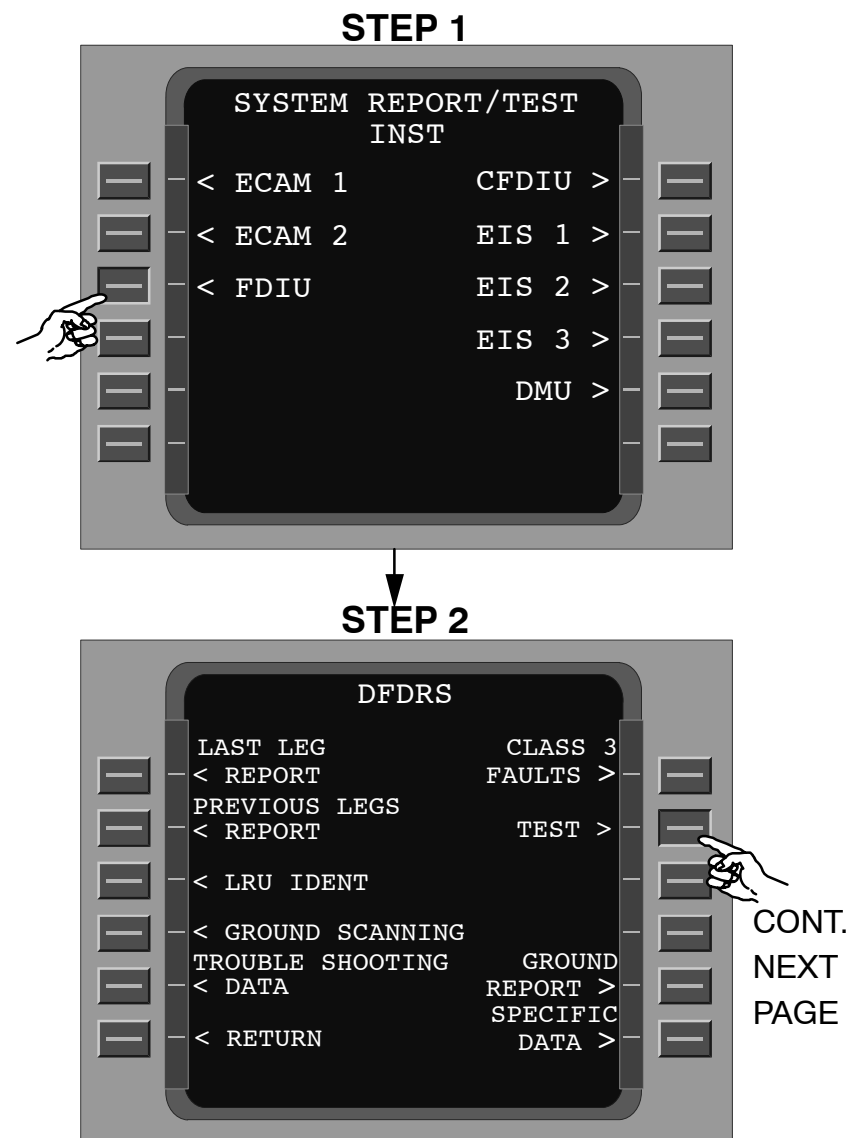 STEP 1
SYSTEM REPORT/TEST
INST
< ECAM 1 CFDIU >
< ECAM 2 EIS 1 >
< FDIU EIS 2 >
EIS 3 >
DMU >
STEP 2
DFDRS
LAST LEG CLASS 3
< REPORT FAULTS >
PREVIOUS LEGS
< REPORT TEST >
< LRU IDENT
< GROUND SCANNING
TROUBLE SHOOTING GROUND
< DATA REPORT >
SPECIFIC
< RETURN DATA >
CONT.
NEXT
PAGE